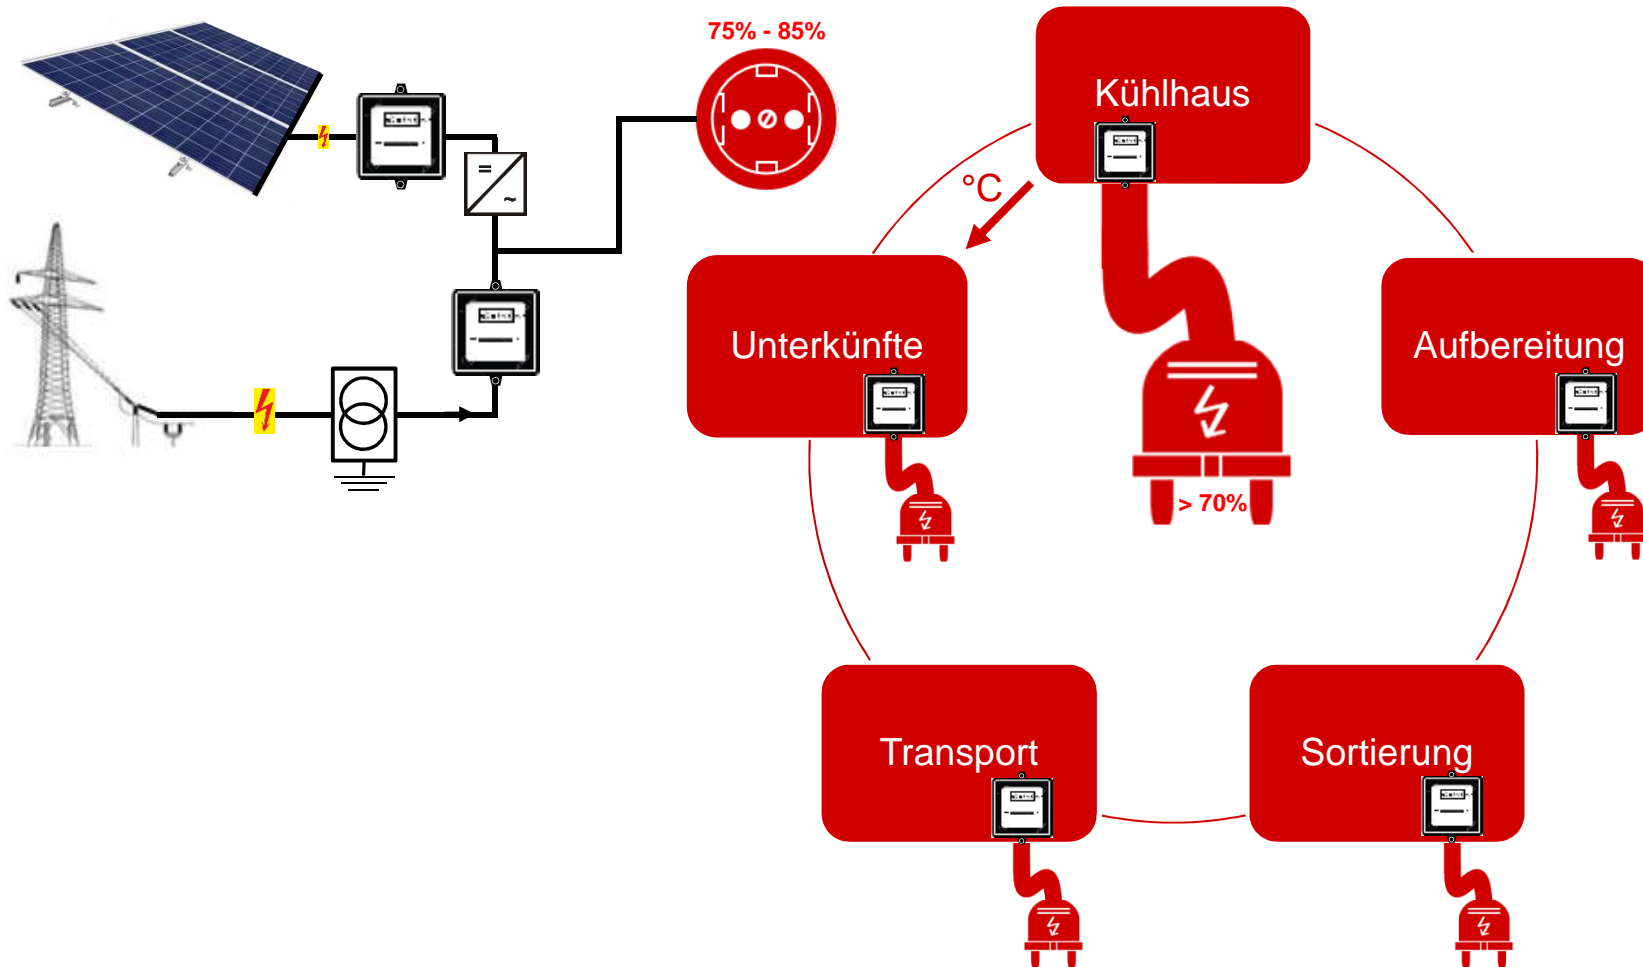 75% - 85%
Kühlhaus
°C
Unterkünfte
Aufbereitung
> 70%
Transport
Sortierung